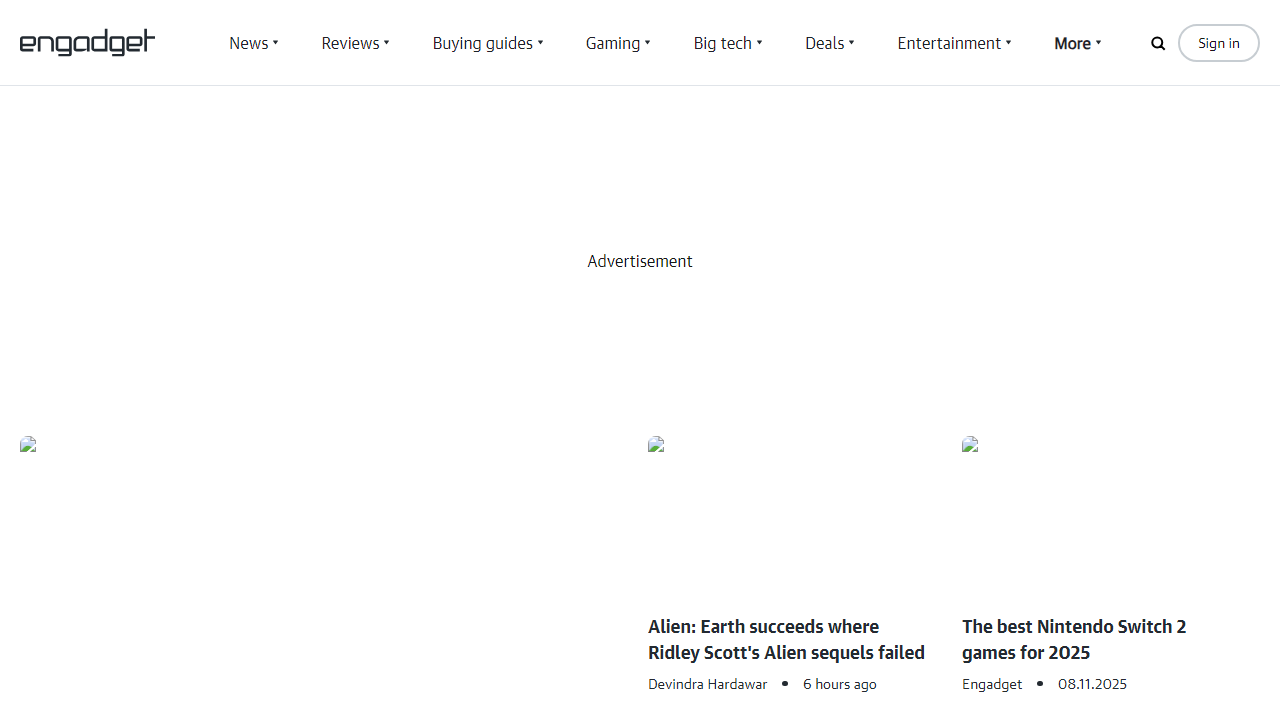 engadget
News
Reviews
Buying guides
Gaming
Big tech
Deals
Entertainment
More
Sign in
Advertisement
Alien: Earth succeeds where
Ridley Scott's Alien sequels failed
Devindra Hardawar • 6 hours ago
The best Nintendo Switch 2
games for 2025
Engadget • 08.11.2025